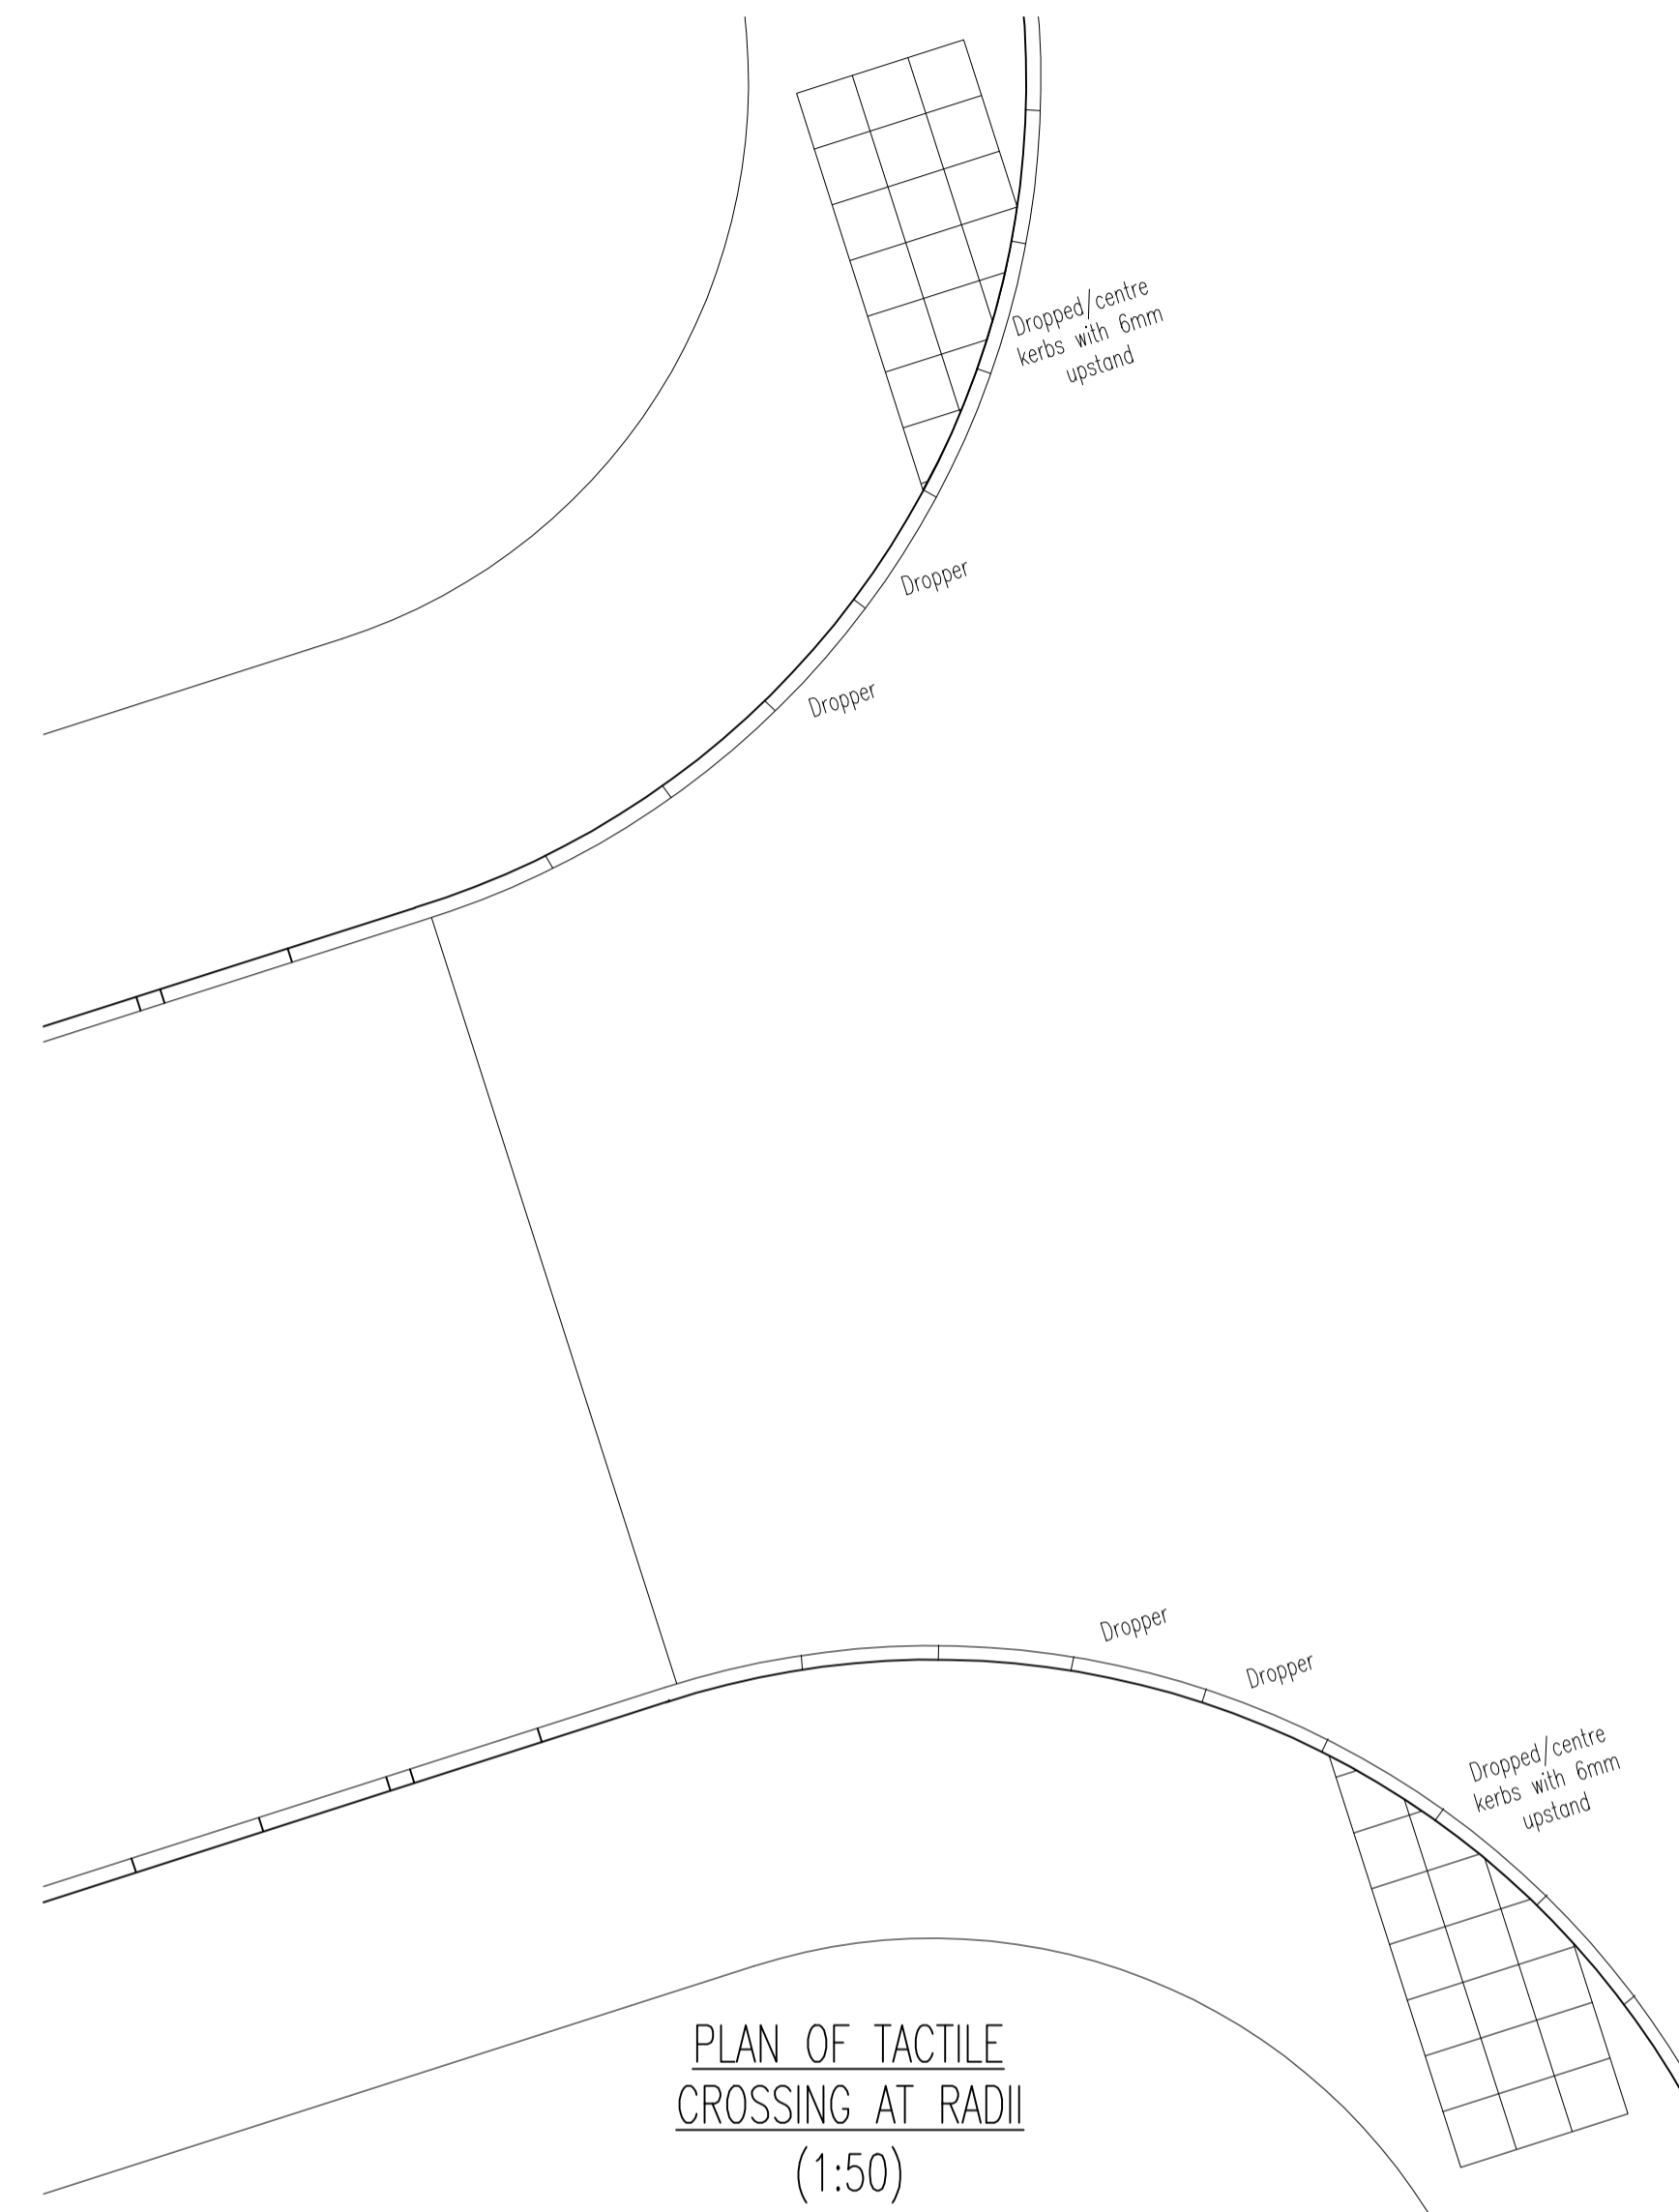 Dropped/centre
kerbs with 6mm
upstand
Dropper
Dropper
Dropper
Dropper
Dropped/centre
kerbs with 6mm
upstand
PLAN OF TACTILE
CROSSING AT RADII
(1:50)